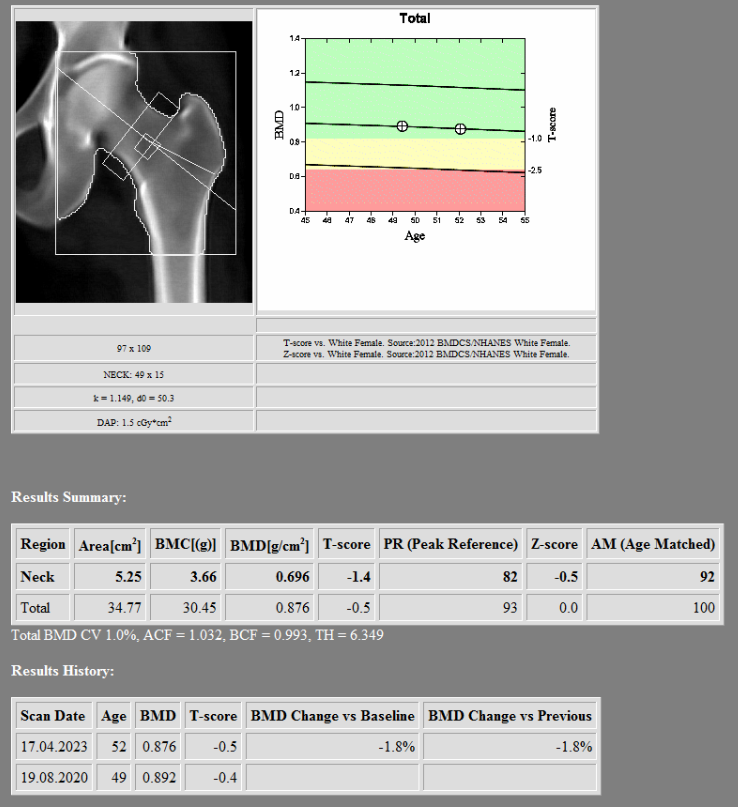 Total
1.4
1.2
1.0
0.8
0.6
0.4
BMD
T-score
-1.0
-2.5
45 46 47 48 49 50 51 52 53 54 55
Age
T-score vs. White Female. Source:2012 BMDCS/NHANES White Female.
Z-score vs. White Female. Source:2012 BMDCS/NHANES White Female.
97 x 109
NECK: 49 x 15
k = 1.149, d0 = 50.3
DAP: 1.5 cGy*cm²
Results Summary:
Region Area[cm²] BMC[(g)] BMD[g/cm²] T-score PR (Peak Reference) Z-score AM (Age Matched)
Neck 5.25 3.66 0.696 -1.4 82 -0.5 92
Total 34.77 30.45 0.876 -0.5 93 0.0 100
Total BMD CV 1.0%, ACF = 1.032, BCF = 0.993, TH = 6.349
Results History:
Scan Date Age BMD T-score BMD Change vs Baseline BMD Change vs Previous
17.04.2023 52 0.876 -0.5 -1.8% -1.8%
19.08.2020 49 0.892 -0.4